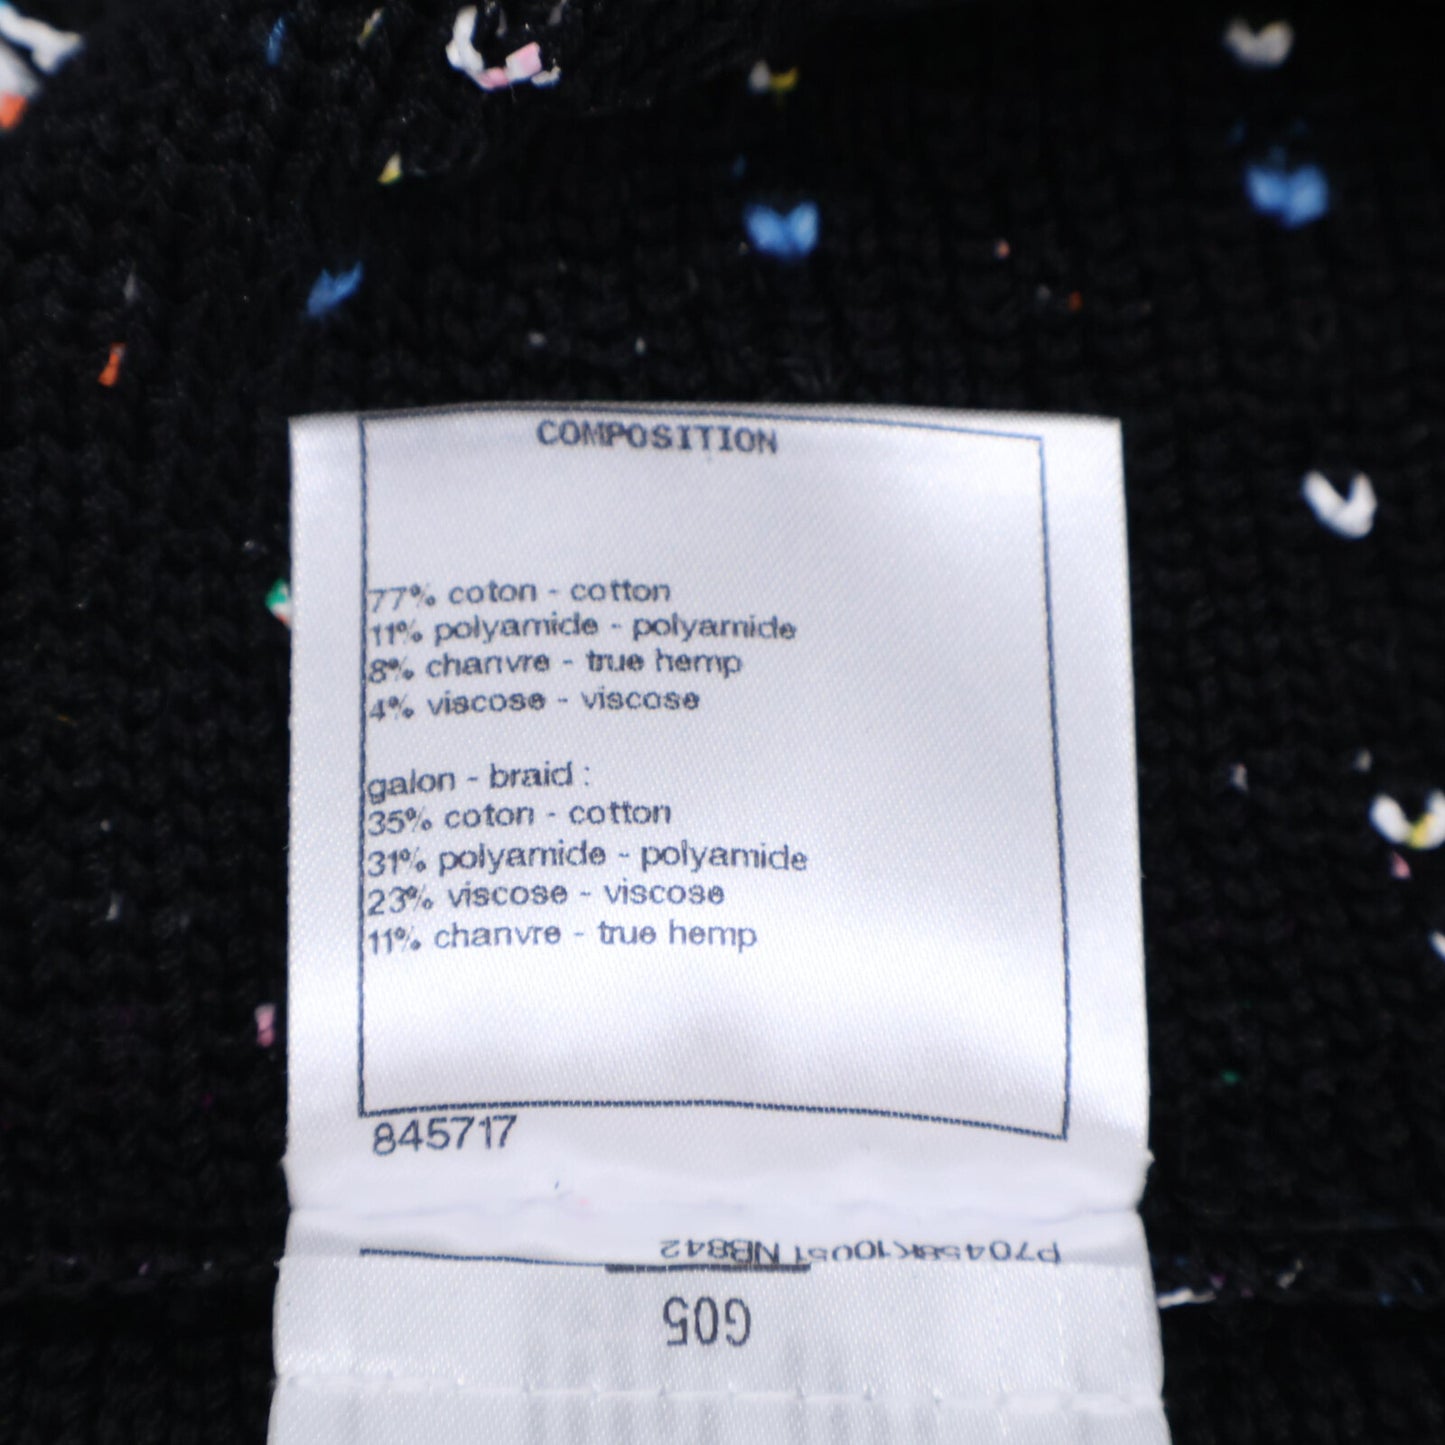 COMPOSITION
77% coton - cotton
11% polyamide - polyamide
8% chanvre - true hemp
4% viscose - viscose
galon - braid :
35% coton - cotton
31% polyamide - polyamide
23% viscose - viscose
11% chanvre - true hemp
845717
P70458K10051 NB842
G05